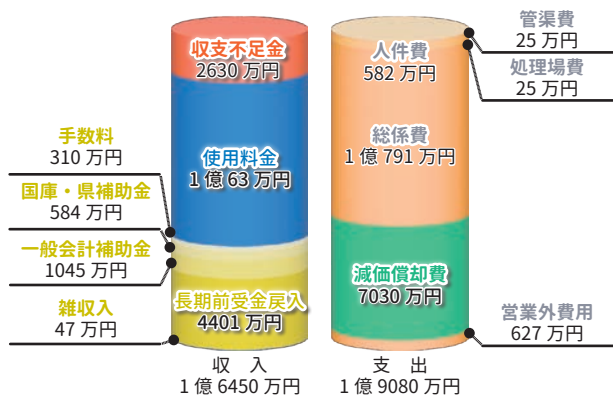 収支不足金
2630 万円
使用料金
1 億 63 万円
手数料
310 万円
国庫・県補助金
584 万円
一般会計補助金
1045 万円
長期前受金戻入
4401 万円
雑収入
47 万円
収 入
1 億 6450 万円
人件費
582 万円
管渠費
25 万円
処理場費
25 万円
総係費
1 億 791 万円
減価償却費
7030 万円
営業外費用
627 万円
支 出
1 億 9080 万円